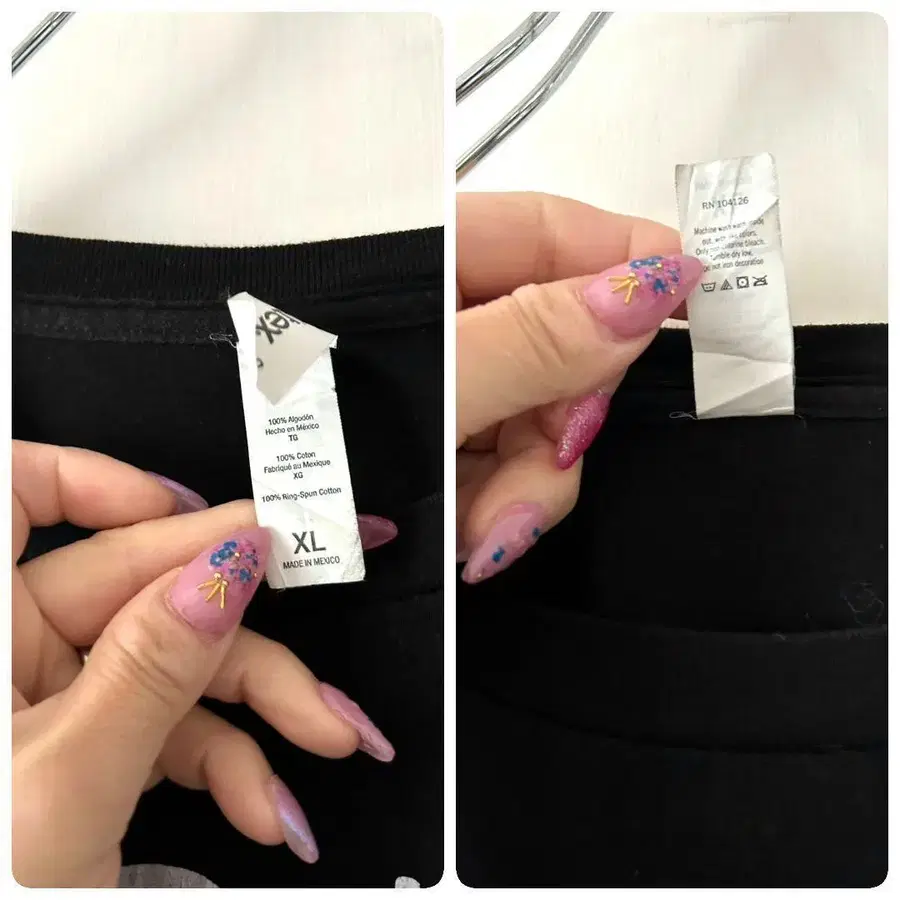 100% Algodón
Hecho en México
TG
100% Coton
Fabriqué au Mexique
XG
100% Ring-Spun Cotton
XL
MADE IN MEXICO
RN 104126
Machine wash warm, inside
out, with like colors.
Only non-chlorine bleach.
Tumble dry low.
Do not iron decoration